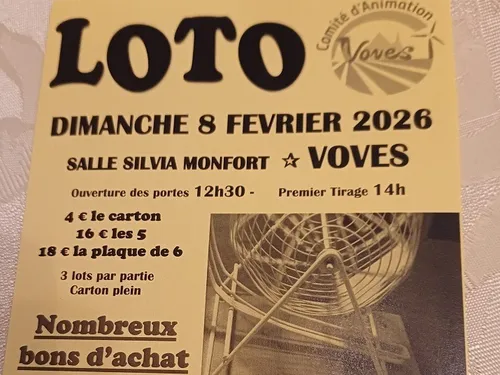 LOTO
Comité d'Animation
Voves
DIMANCHE 8 FEVRIER 2026
SALLE SILVIA MONFORT ☆ VOVES
Ouverture des portes 12h30 - Premier Tirage 14h
4 € le carton
16 € les 5
18 € la plaque de 6
3 lots par partie
Carton plein
Nombreux
bons d'achat